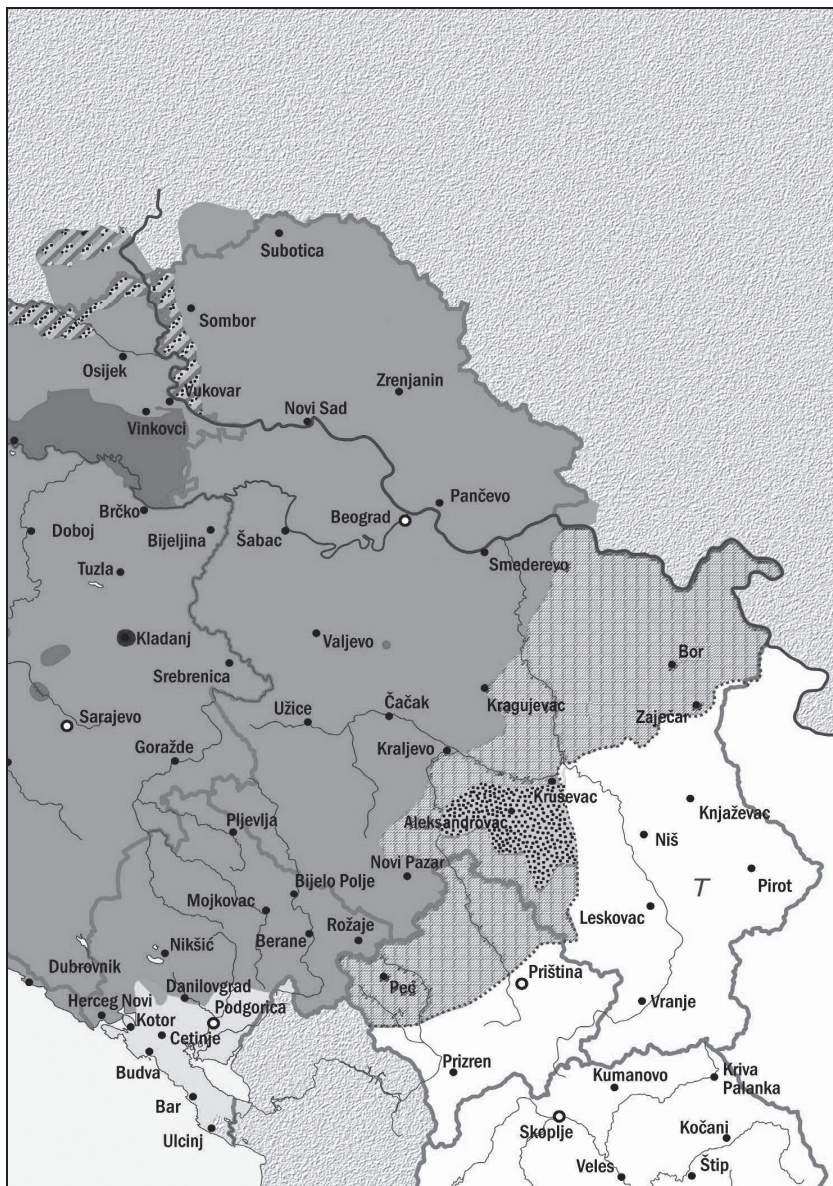 Subotica
Sombor
Osijek
Zrenjanin
Vukovar
Vinkovci
Novi Sad
Pančevo
Brčko
Beograd
Doboj
Bijeljina
Šabac
Smederevo
Tuzla
Kladanj
Valjevo
Bor
Srebrenica
Kragujevac
Čačak
Užice
Zaječar
Sarajevo
Goražde
Kraljevo
Kruševac
Knjaževac
Pljevlja
Aleksandrovac
Niš
Novi Pazar
Pirot
Bijelo Polje
T
Mojkovac
Leskovac
Rožaje
Berane
Nikšić
Dubrovnik
Priština
Peć
Danilovgrad
Herceg Novi
Podgorica
Vranje
Kotor
Cetinje
Prizren
Budva
Kumanovo
Kriva
Palanka
Bar
Skoplje
Kočani
Ulcinj
Veles
Štip